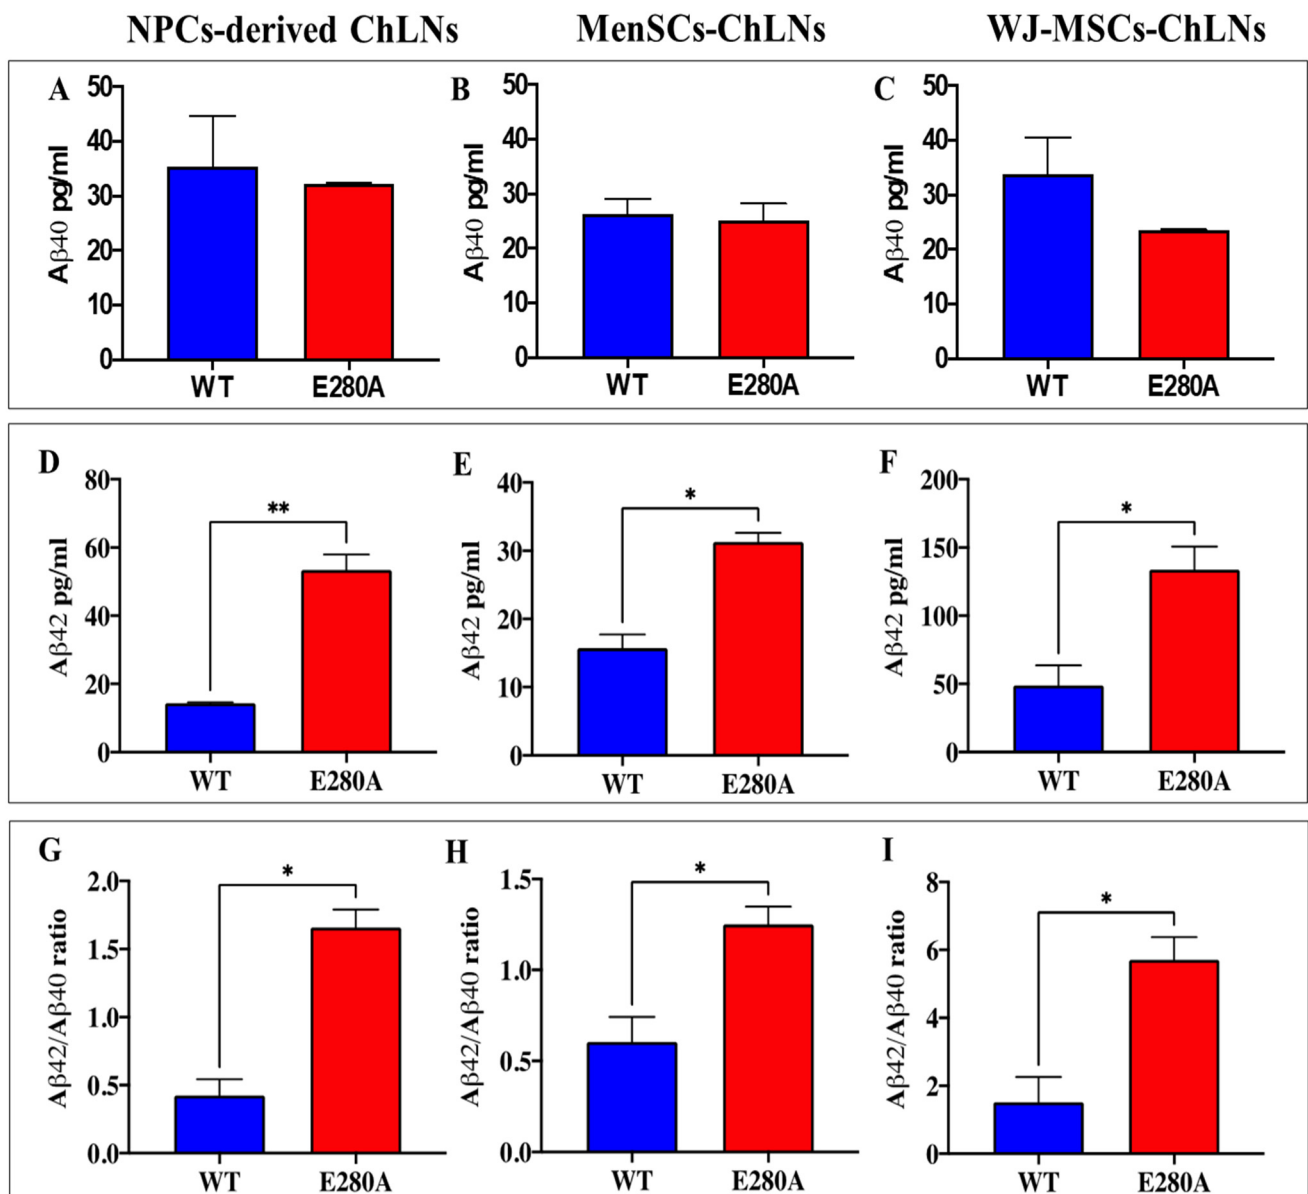 NPCs-derived ChLNs
MenSCs-ChLNs
WJ-MSCs-ChLNs
A
Aβ40 pg/ml
50
40
30
20
10
0
WT
E280A
B
Aβ40 pg/ml
50
40
30
20
10
0
WT
E280A
C
Aβ40 pg/ml
50
40
30
20
10
0
WT
E280A
D
Aβ42 pg/ml
80
60
40
20
0
**
WT
E280A
E
Aβ42 pg/ml
40
30
20
10
0
*
WT
E280A
F
Aβ42 pg/ml
200
150
100
50
0
*
WT
E280A
G
Aβ42/Aβ40 ratio
2.0
1.5
1.0
0.5
0.0
*
WT
E280A
H
Aβ42/Aβ40 ratio
1.5
1.0
0.5
0.0
*
WT
E280A
I
Aβ42/Aβ40 ratio
8
6
4
2
0
*
WT
E280A